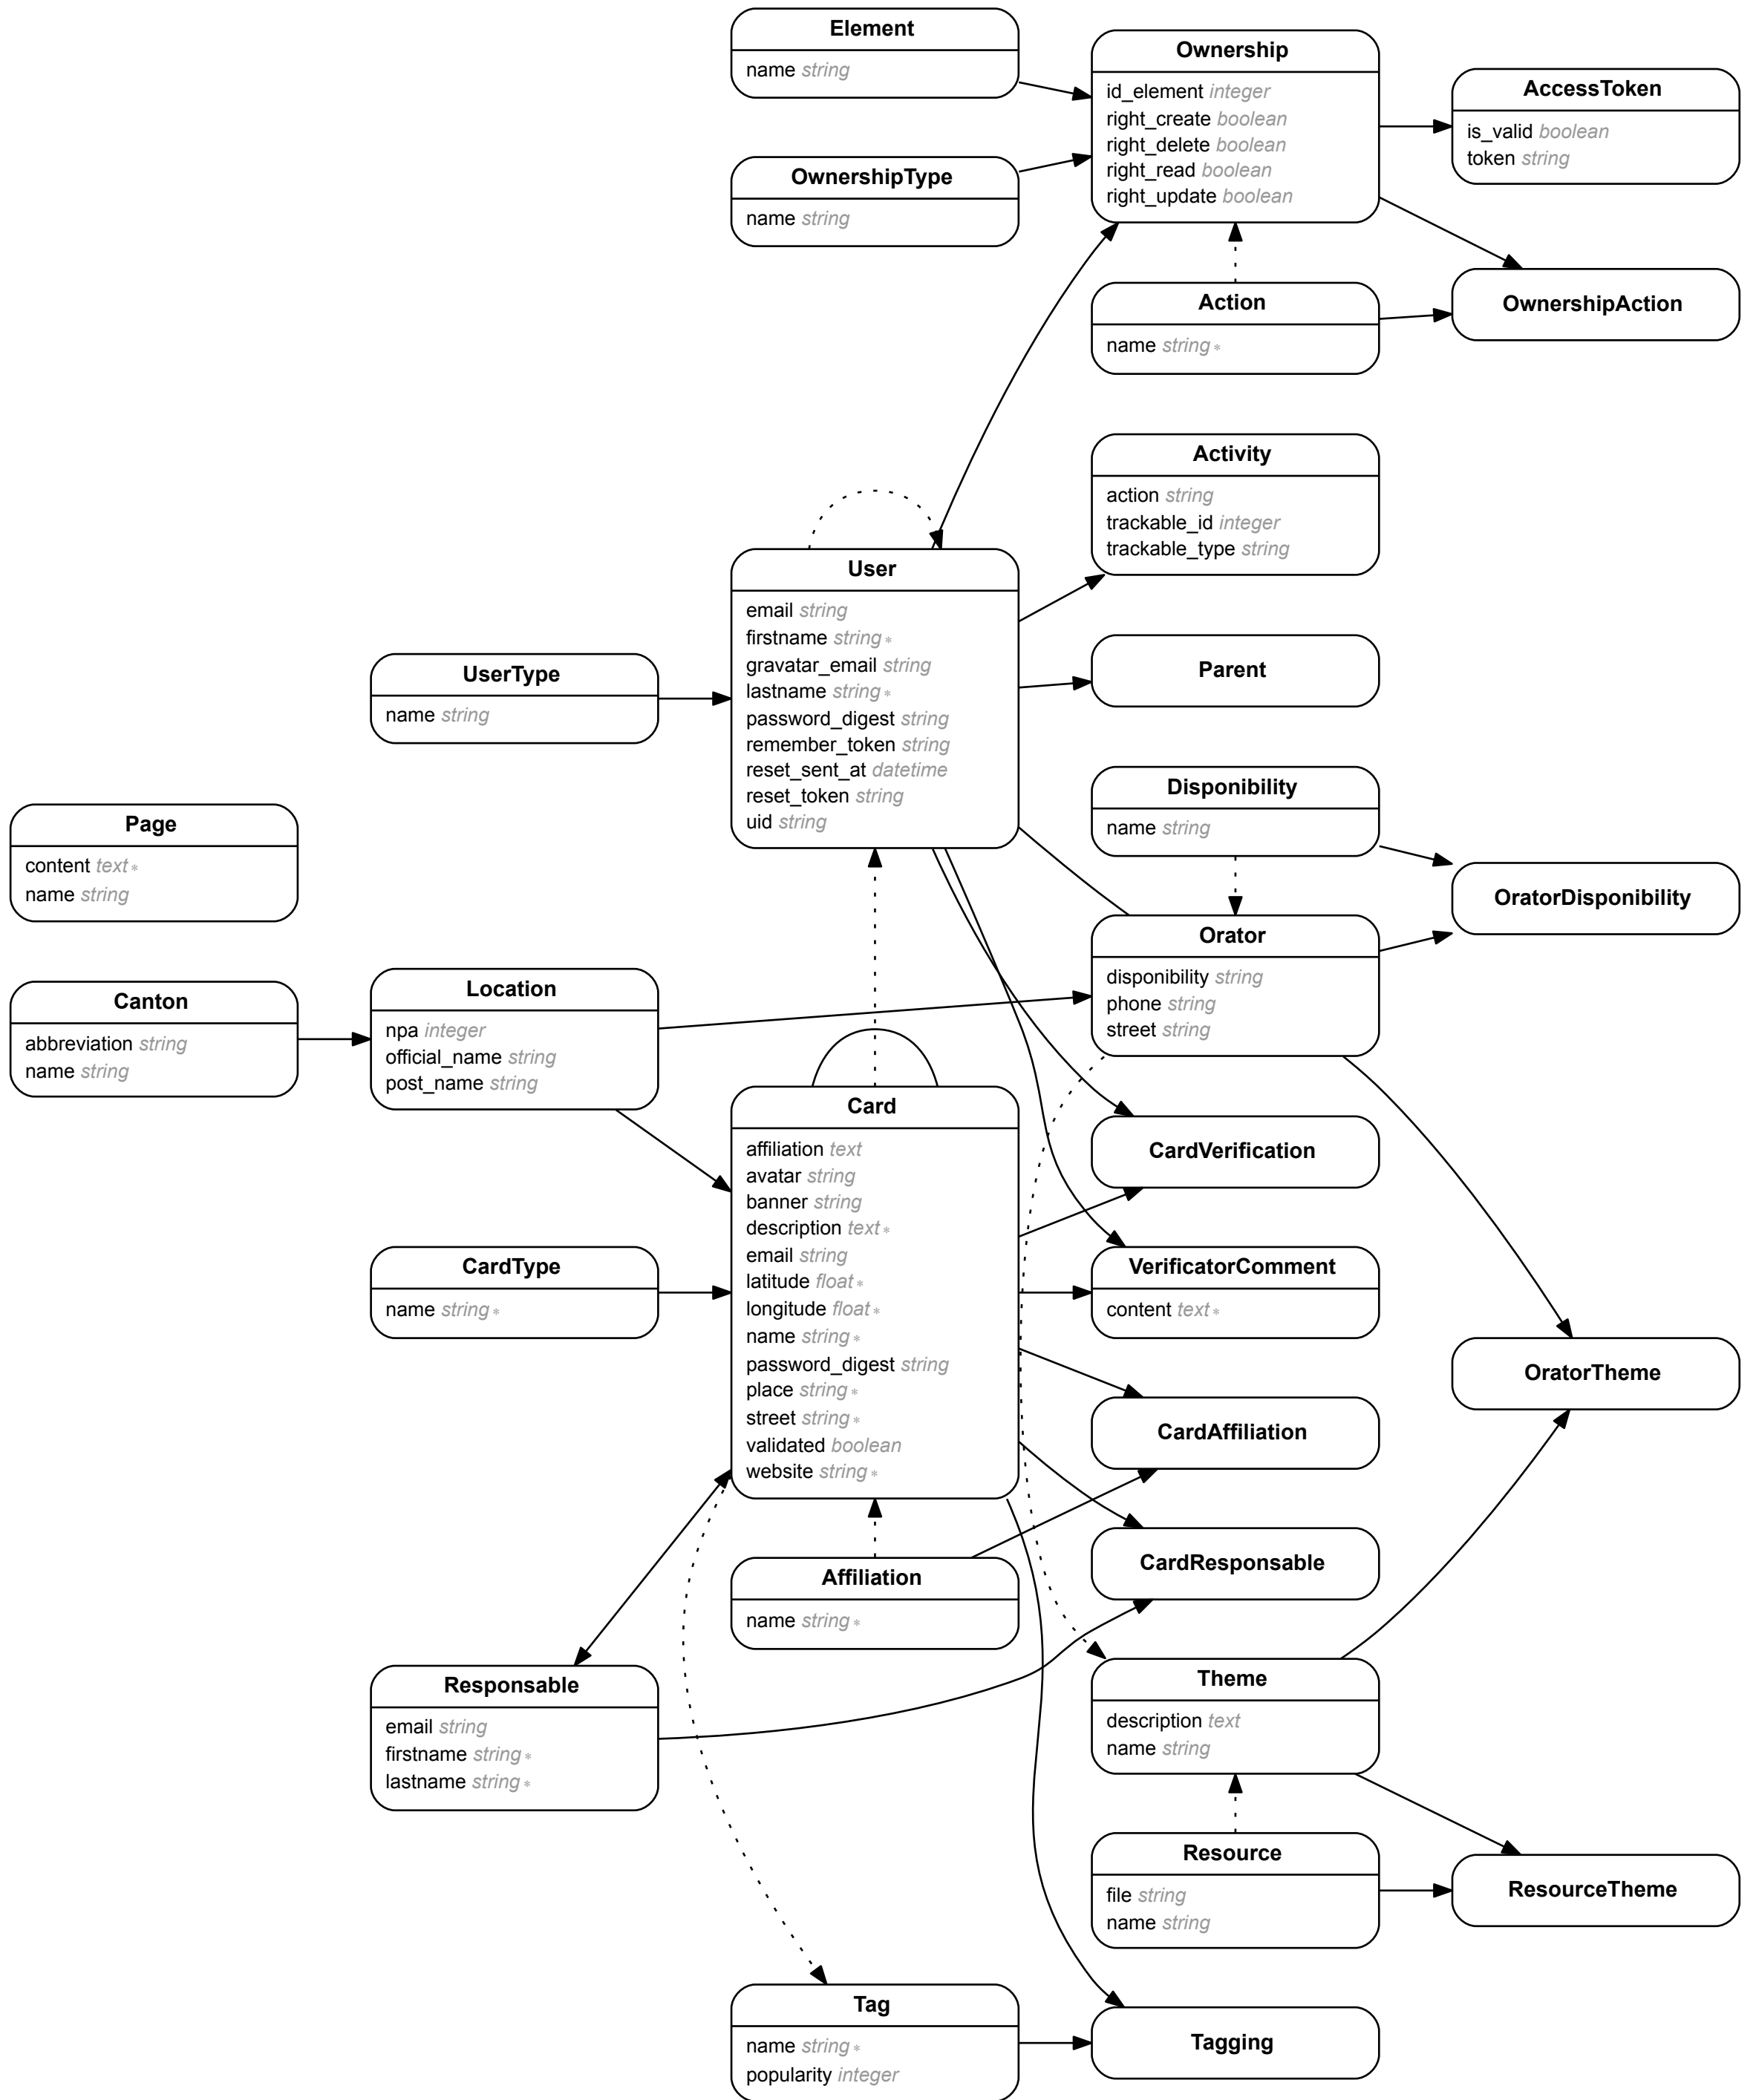 Element
name string
Ownership
id_element integer
right_create boolean
right_delete boolean
right_read boolean
right_update boolean
AccessToken
is_valid boolean
token string
OwnershipType
name string
Action
name string *
OwnershipAction
Activity
action string
trackable_id integer
trackable_type string
User
email string
firstname string *
gravatar_email string
lastname string *
password_digest string
remember_token string
reset_sent_at datetime
reset_token string
uid string
UserType
name string
Parent
Disponibility
name string
Page
content text *
name string
OratorDisponibility
Orator
disponibility string
phone string
street string
Canton
abbreviation string
name string
Location
npa integer
official_name string
post_name string
Card
affiliation text
avatar string
banner string
description text *
email string
latitude float *
longitude float *
name string *
password_digest string
place string *
street string *
validated boolean
website string *
CardVerification
CardType
name string *
VerificatorComment
content text *
OratorTheme
CardAffiliation
CardResponsable
Affiliation
name string *
Responsable
email string
firstname string *
lastname string *
Theme
description text
name string
Resource
file string
name string
ResourceTheme
Tag
name string *
popularity integer
Tagging